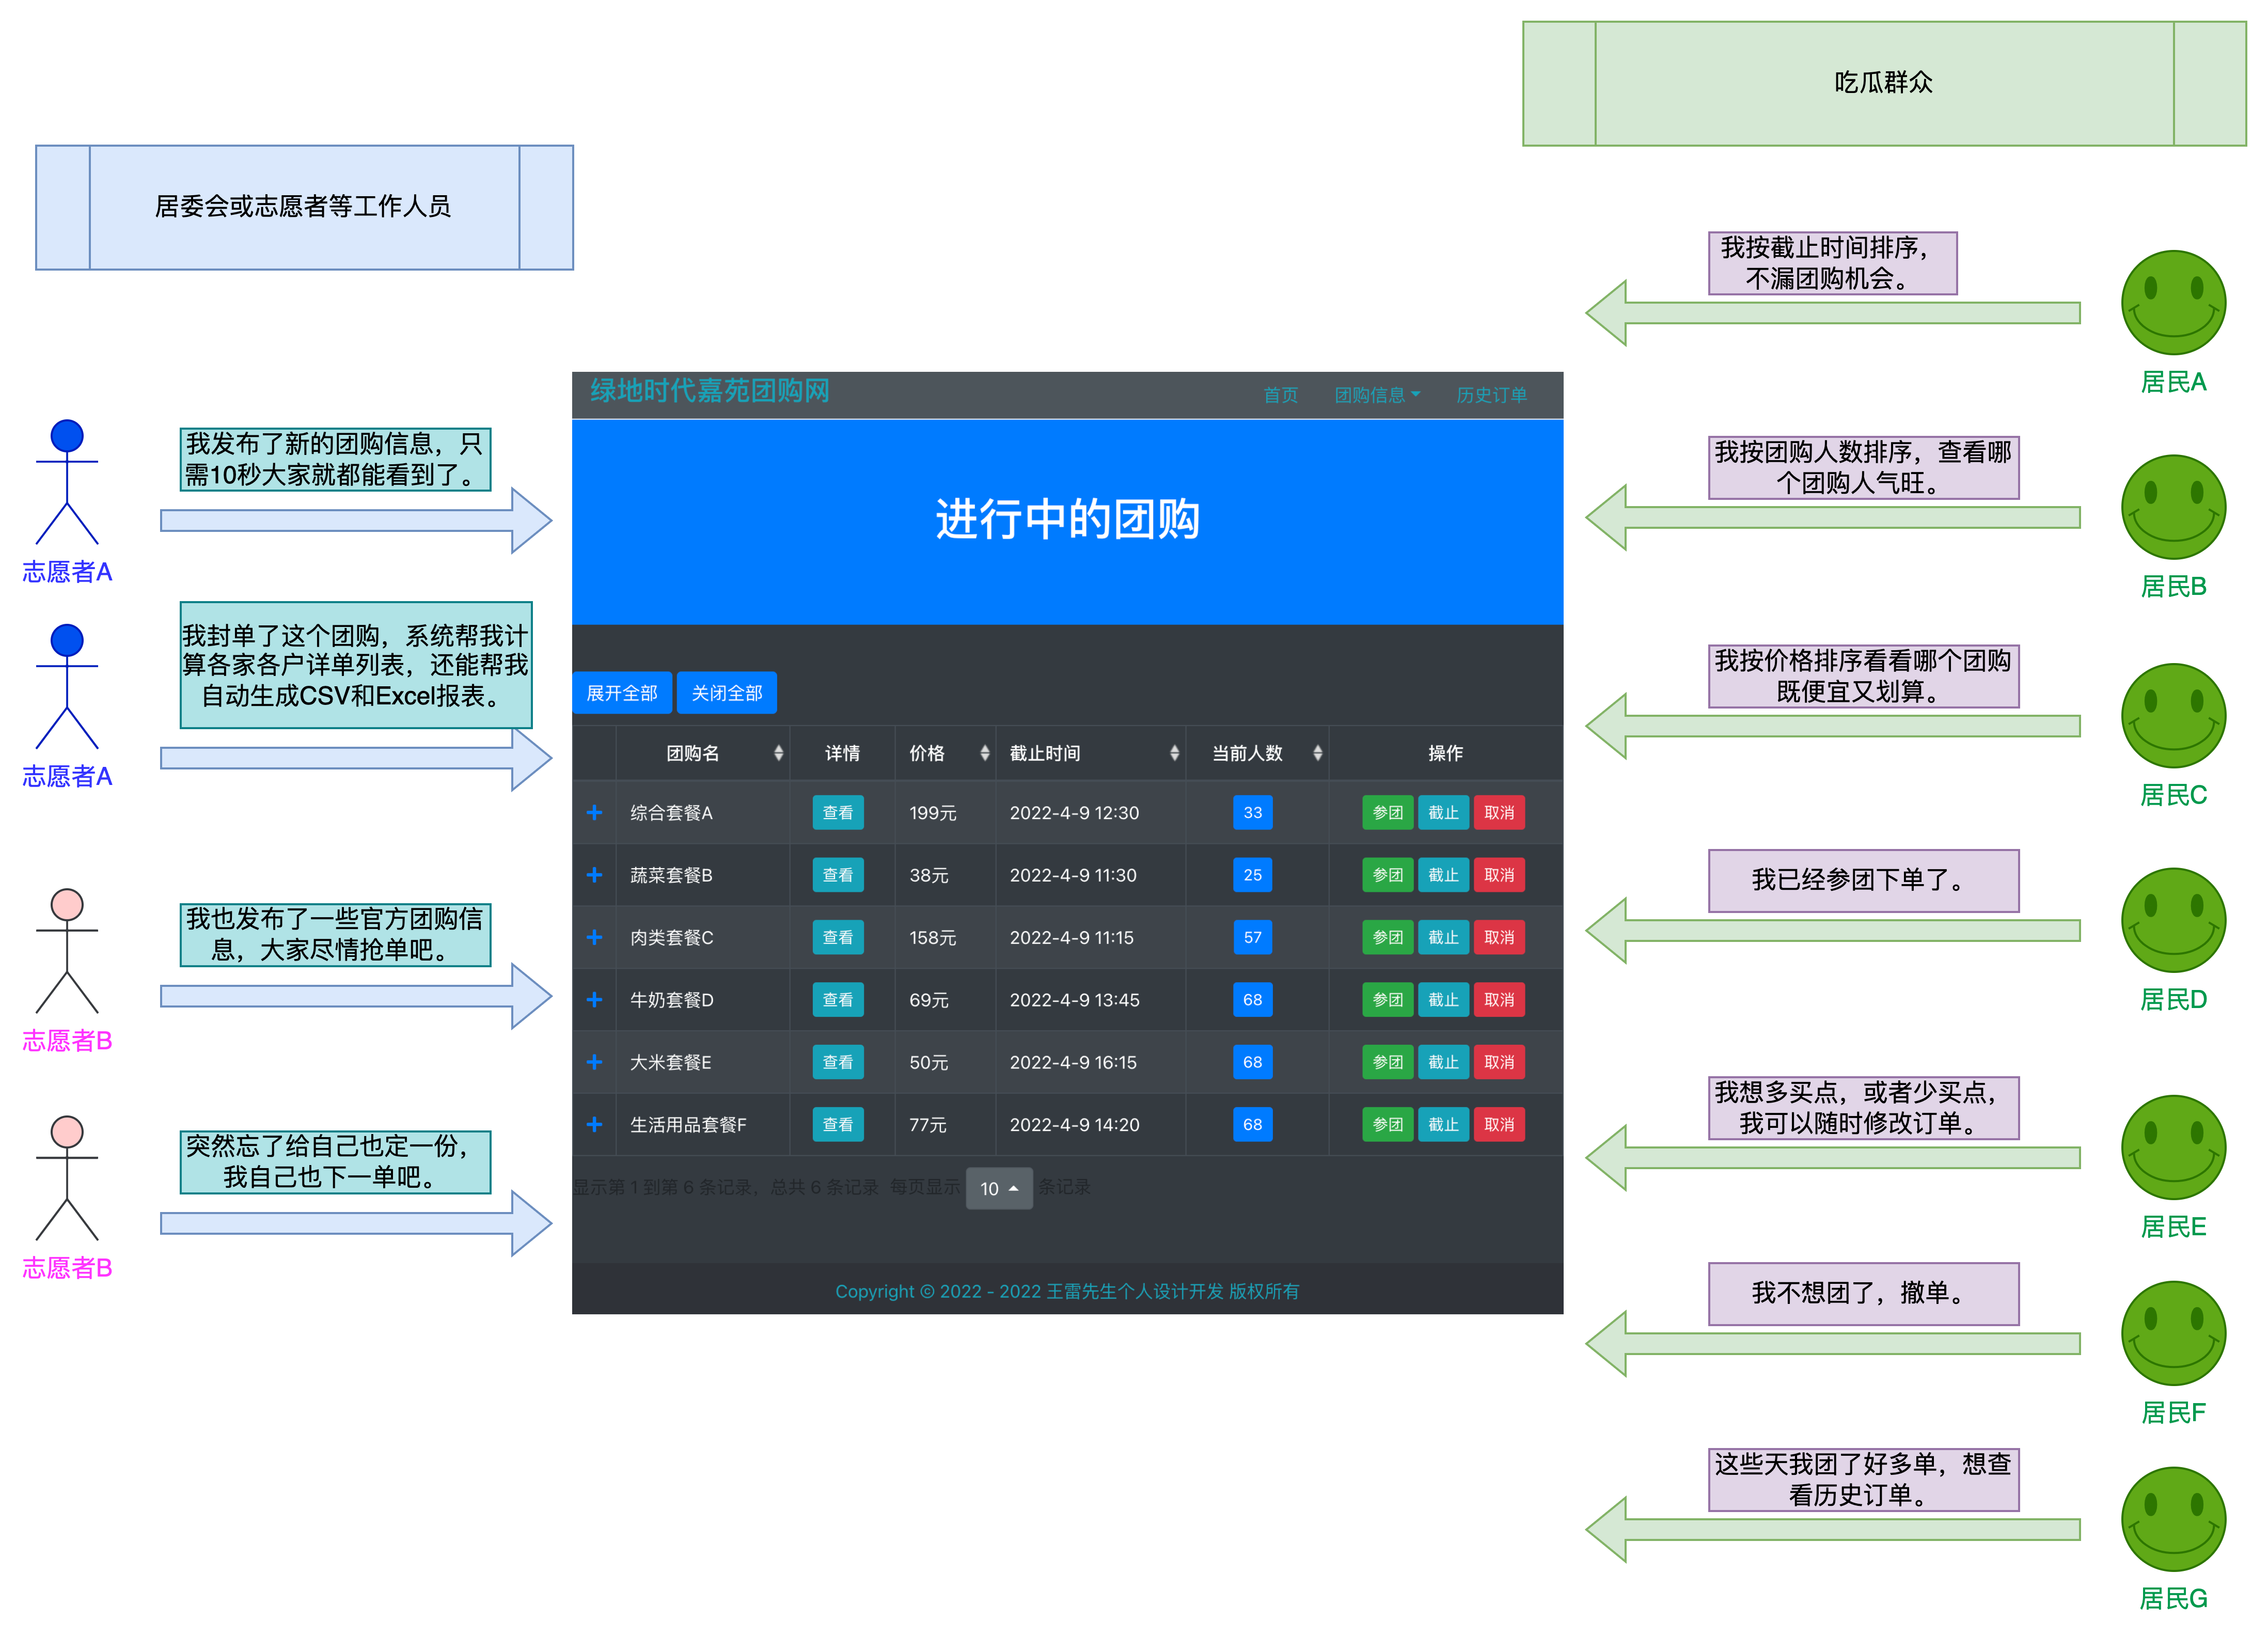 吃瓜群众
居委会或志愿者等工作人员
我发布了新的团购信息，只
需10秒大家就都能看到了。
志愿者A
我封单了这个团购，系统帮我计
算各家各户详单列表，还能帮我
自动生成CSV和Excel报表。
志愿者A
我也发布了一些官方团购信
息，大家尽情抢单吧。
志愿者B
突然忘了给自己也定一份，
我自己也下一单吧。
志愿者B
绿地时代嘉苑团购网 首页 团购信息 历史订单
进行中的团购
展开全部 关闭全部
团购名 详情 价格 截止时间 当前人数 操作
综合套餐A 查看 199元 2022-4-9 12:30 33 参团 截止 取消
蔬菜套餐B 查看 38元 2022-4-9 11:30 25 参团 截止 取消
肉类套餐C 查看 158元 2022-4-9 11:15 57 参团 截止 取消
牛奶套餐D 查看 69元 2022-4-9 13:45 68 参团 截止 取消
大米套餐E 查看 50元 2022-4-9 16:15 68 参团 截止 取消
生活用品套餐F 查看 77元 2022-4-9 14:20 68 参团 截止 取消
显示第 1 到第 6 条记录，总共 6 条记录 每页显示 10 条记录
Copyright © 2022 - 2022 王雷先生个人设计开发 版权所有
我按截止时间排序，
不漏团购机会。
居民A
我按团购人数排序，查看哪
个团购人气旺。
居民B
我按价格排序看看哪个团购
既便宜又划算。
居民C
我已经参团下单了。
居民D
我想多买点，或者少买点，
我可以随时修改订单。
居民E
我不想团了，撤单。
居民F
这些天我团了好多单，想查
看历史订单。
居民G